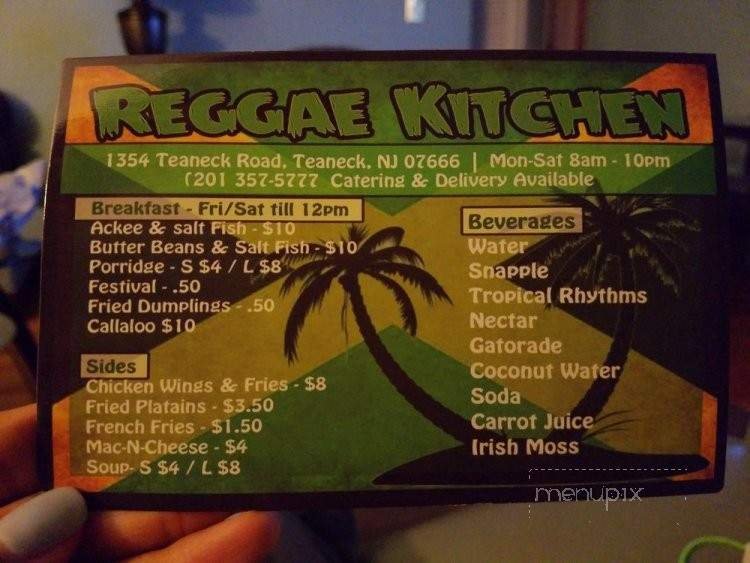 REGGAE KITCHEN
1354 Teaneck Road, Teaneck, NJ 07666 | Mon-Sat 8am - 10pm
(201 357-5777 Catering & Delivery Available
Breakfast - Fri/Sat till 12pm
Ackee & salt Fish - $10
Butter Beans & Salt Fish - $10
Porridge - S $4 / L $8
Festival - .50
Fried Dumplings - .50
Callaloo $10
Sides
Chicken Wings & Fries - $8
Fried Platains - $3.50
French Fries - $1.50
Mac-N-Cheese - $4
Soup- S $4 / L $8
Beverages
Water
Snapple
Tropical Rhythms
Nectar
Gatorade
Coconut Water
Soda
Carrot Juice
Irish Moss
menupix